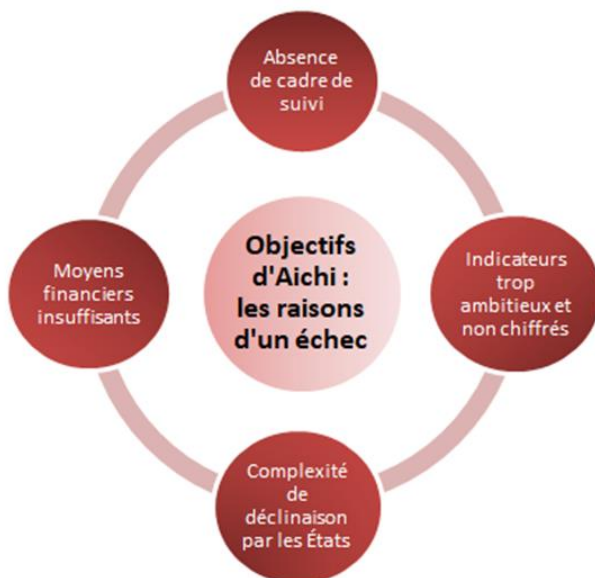 Absence
de cadre de
suivi
Moyens
financiers
insuffisants
Objectifs
d'Aichi :
les raisons
d'un échec
Indicateurs
trop
ambitieux et
non chiffrés
Complexité
de
déclinaison
par les États